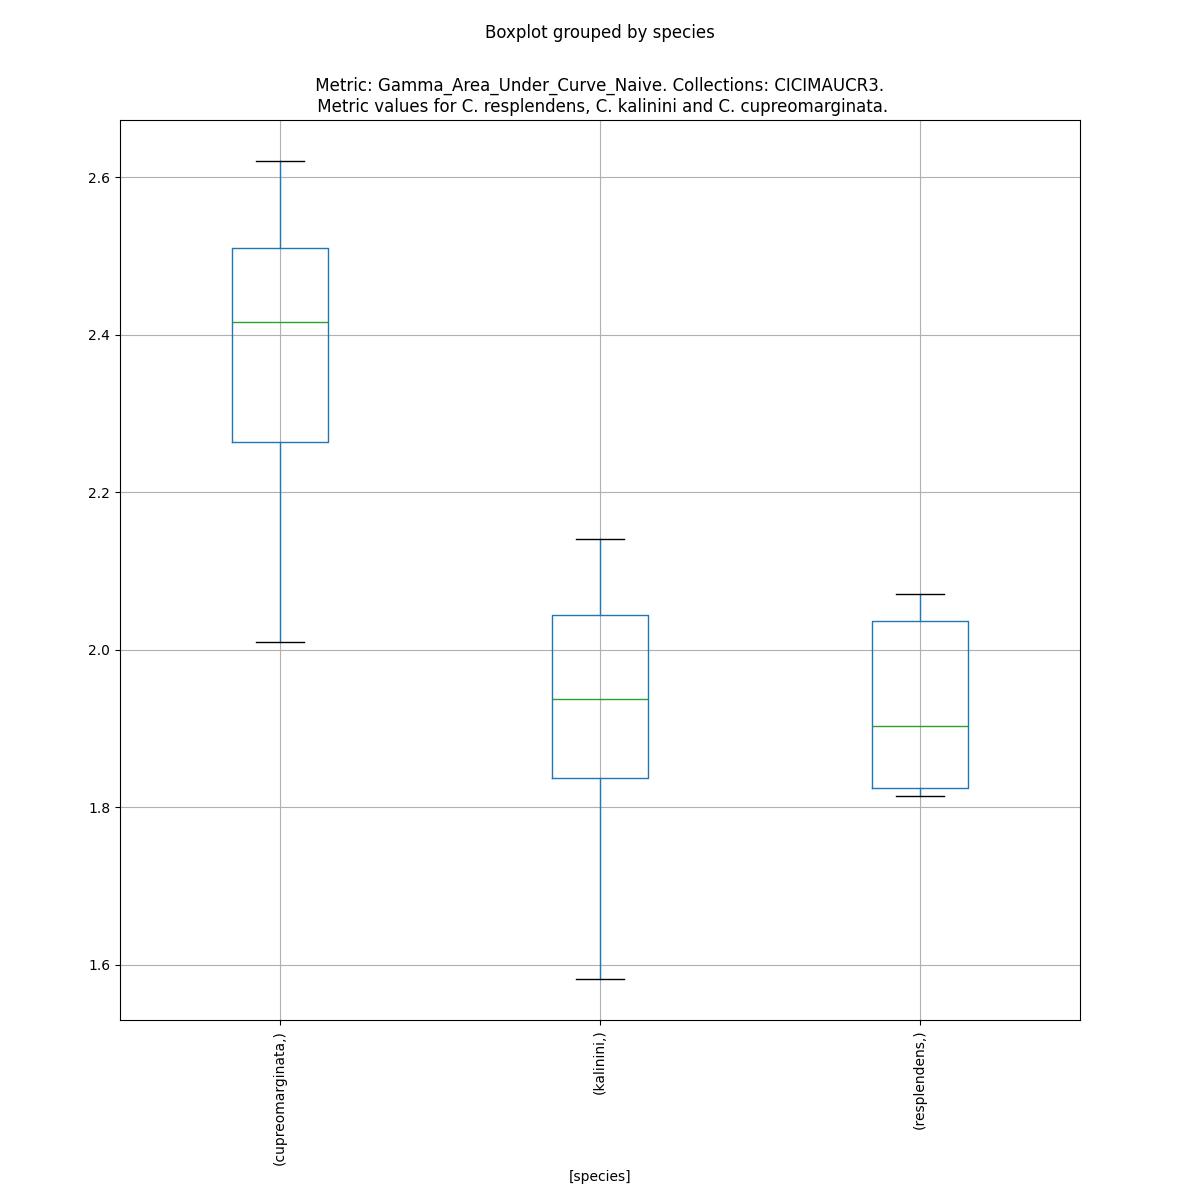 Boxplot grouped by species
Metric: Gamma_Area_Under_Curve_Naive. Collections: CICIMAUCR3.
Metric values for C. resplendens, C. kalinini and C. cupreomarginata.
2.6
2.4
2.2
2.0
1.8
1.6
(cupreomarginata,)
(kalinini,)
(resplendens,)
[species]